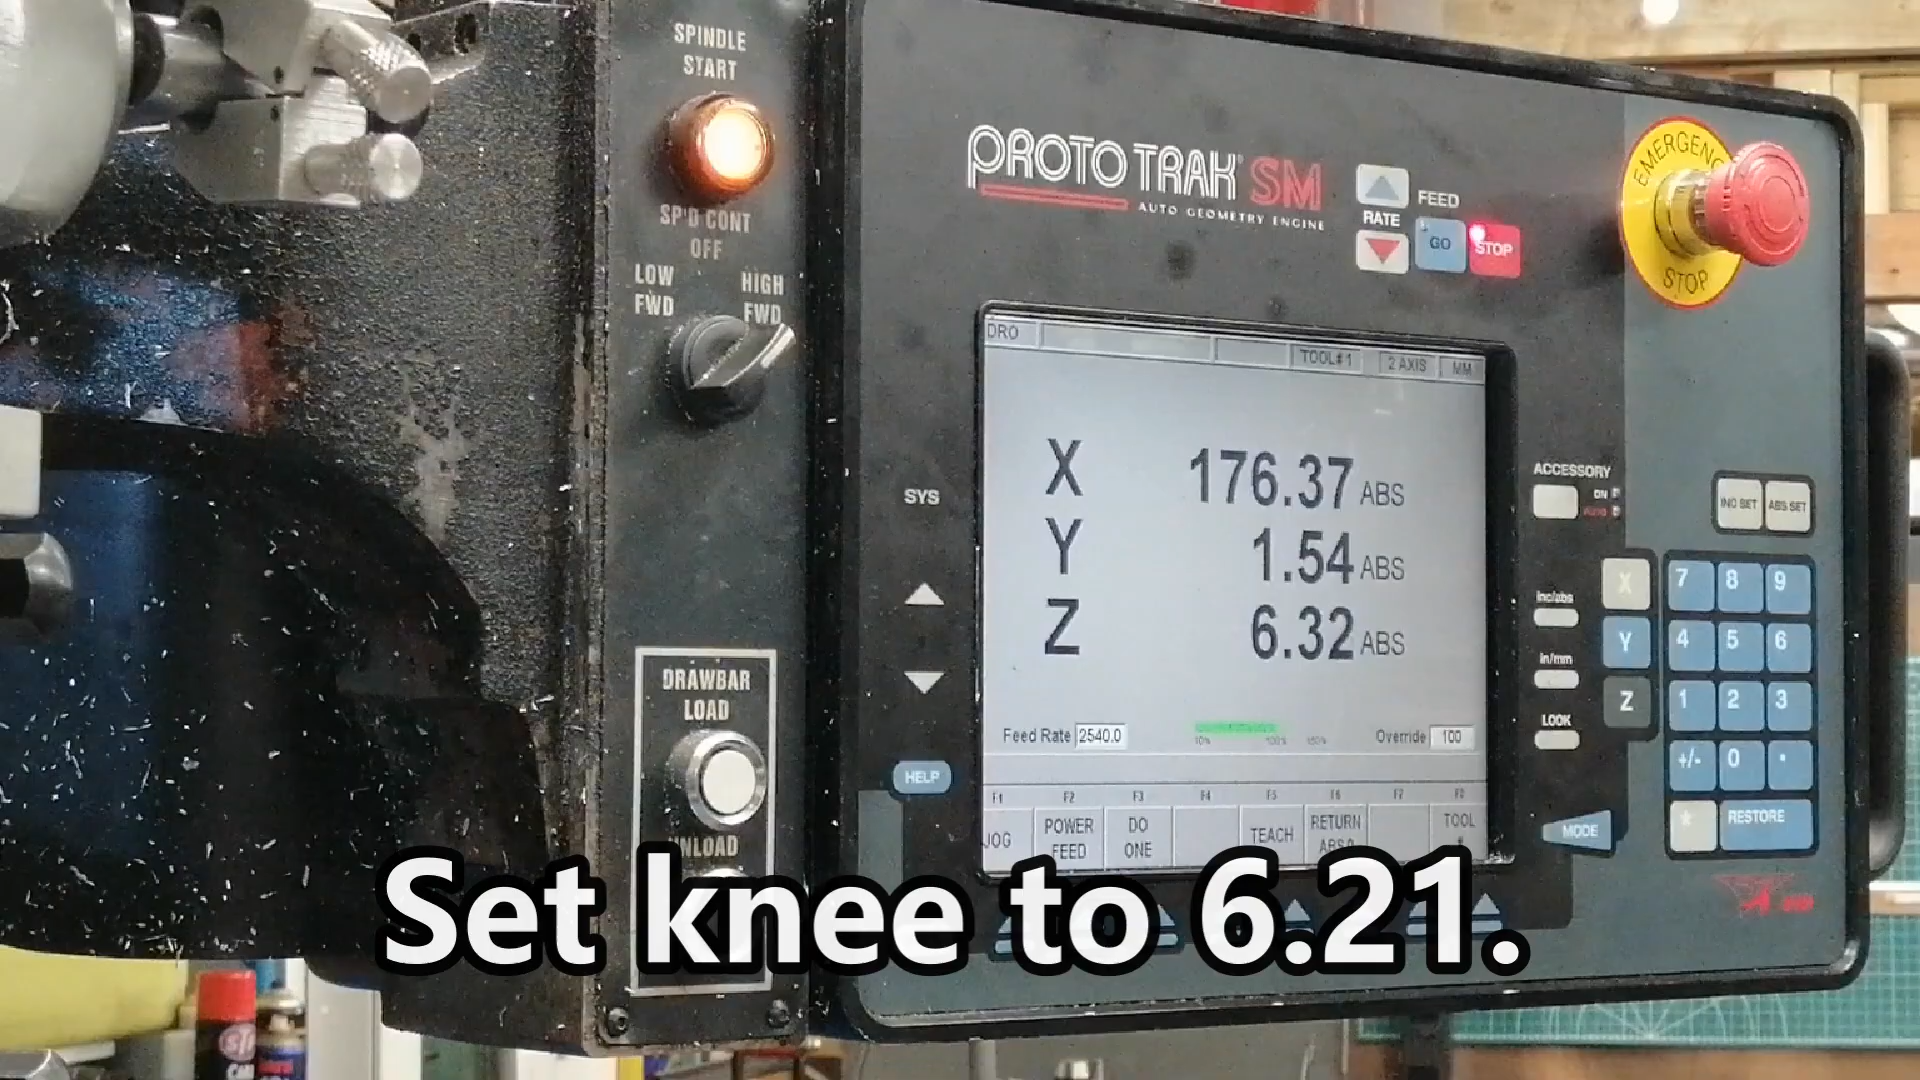 SPINDLE
START
SP'D CONT
OFF
LOW
FWD
HIGH
FWD
DRAWBAR
LOAD
UNLOAD
PROTOTRAK® SM
AUTO GEOMETRY ENGINE
FEED
RATE
GO
STOP
EMERGENC
STOP
DRO
TOOL#1
2 AXIS
MM
X 176.37 ABS
Y 1.54 ABS
Z 6.32 ABS
Feed Rate 2540.0
10% 100% 150%
Override 100
F1 F2 F3 F4 F5 F6 F7 F8
JOG
POWER
FEED
DO
ONE
TEACH
RETURN
ABS 0
TOOL
#
SYS
HELP
ACCESSORY
ON
AUTO
INC SET
ABS SET
inc/abs
in/mm
LOOK
X
Y
Z
7 8 9
4 5 6
1 2 3
+/- 0 .
* RESTORE
MODE
Set knee to 6.21.